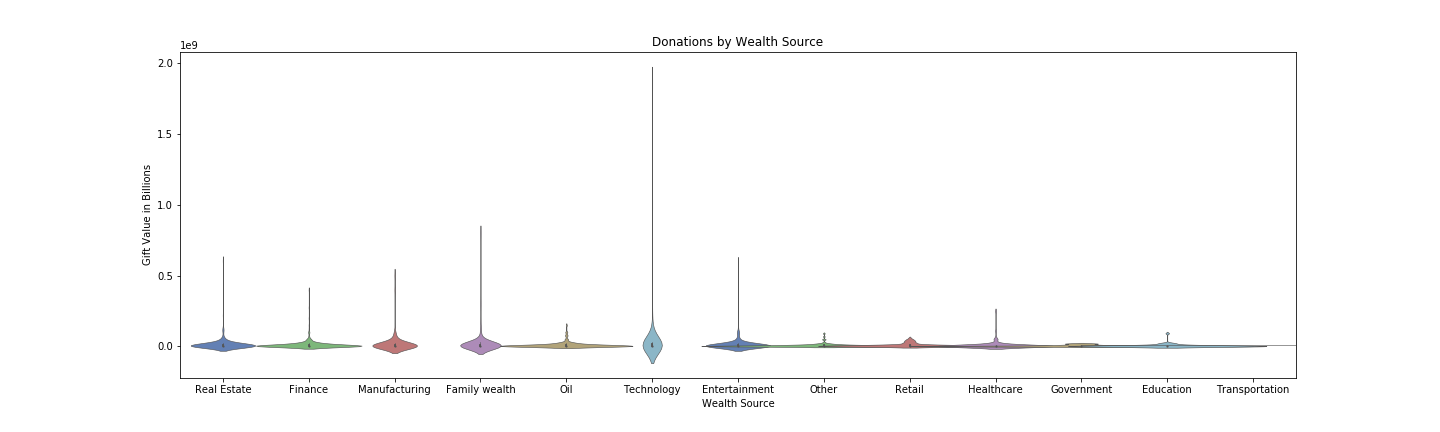 Donations by Wealth Source
1e9
2.0
1.5
1.0
0.5
0.0
Gift Value in Billions
Real Estate Finance Manufacturing Family wealth Oil Technology Entertainment Other Retail Healthcare Government Education Transportation
Wealth Source